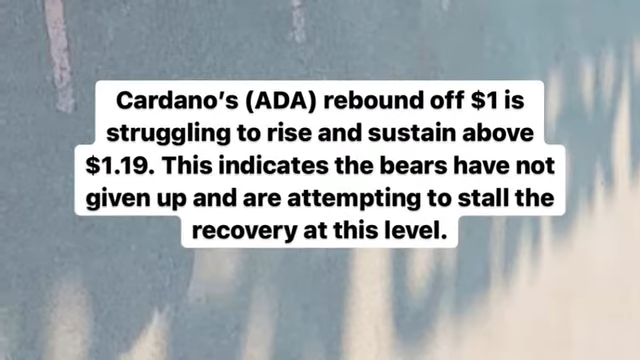 Cardano’s (ADA) rebound off $1 is
struggling to rise and sustain above
$1.19. This indicates the bears have not
given up and are attempting to stall the
recovery at this level.